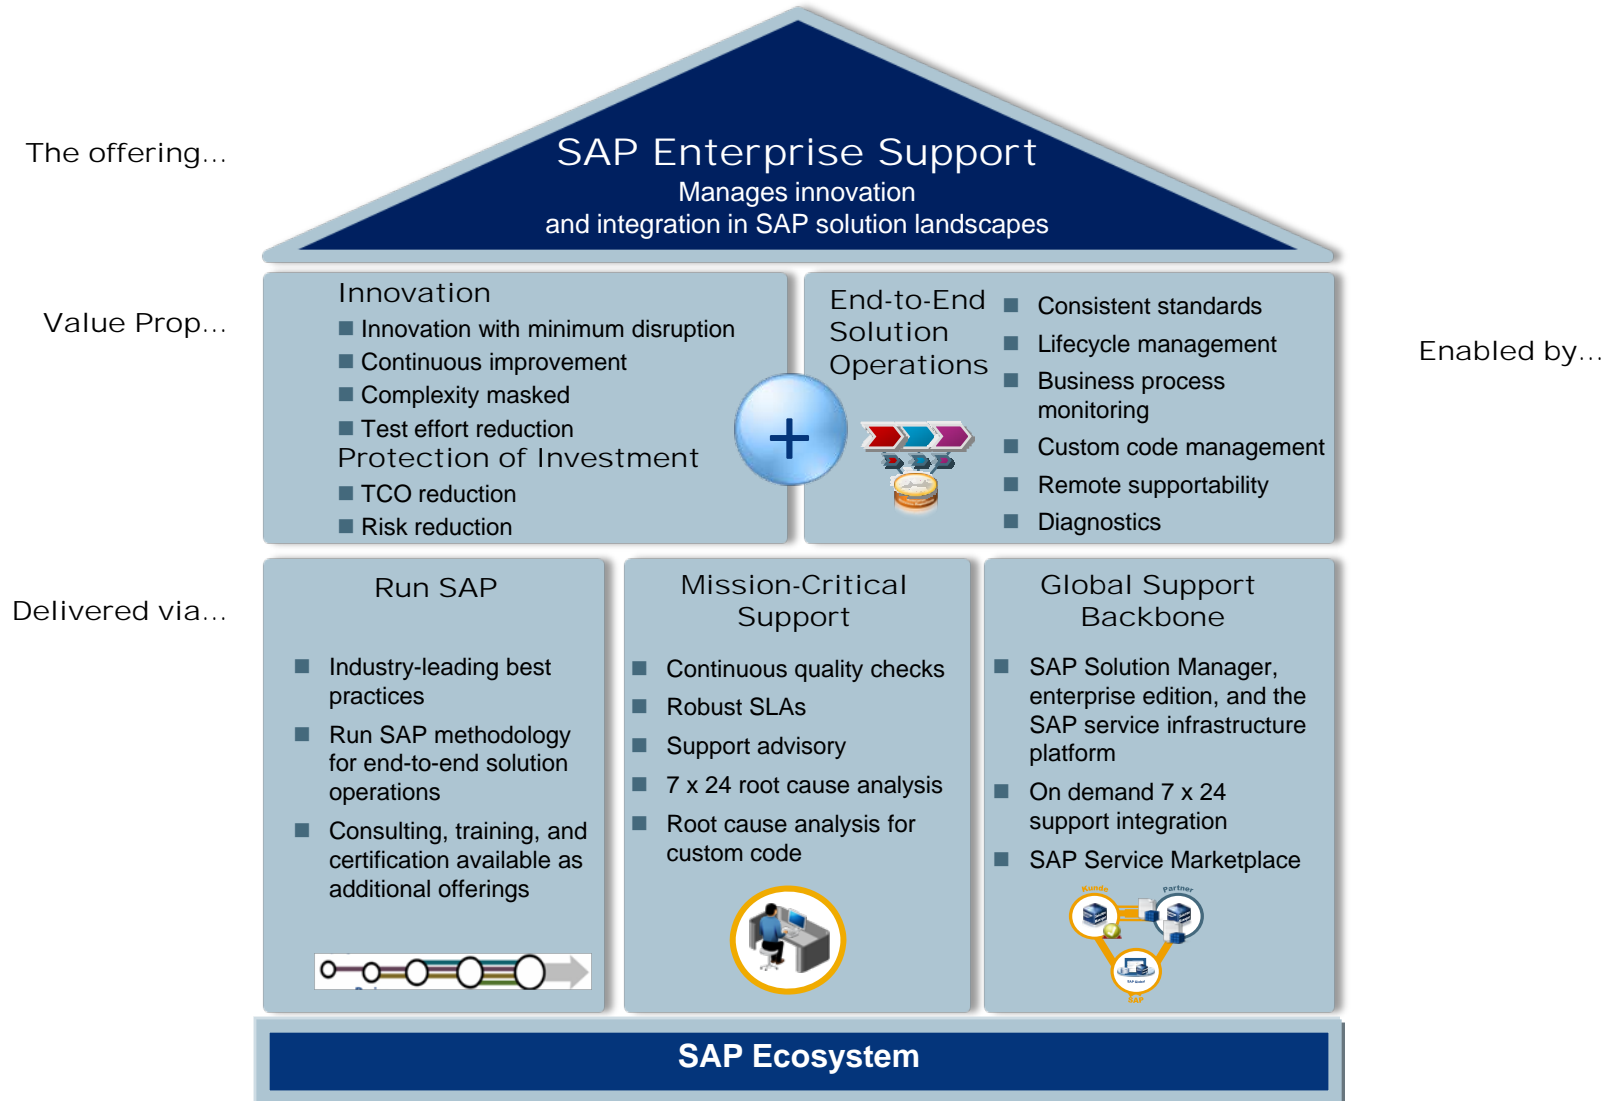 SAP Enterprise Support
Manages innovation
and integration in SAP solution landscapes
The offering...
Value Prop...
Innovation
Innovation with minimum disruption
Continuous improvement
Complexity masked
Test effort reduction
Protection of Investment
TCO reduction
Risk reduction
+
End-to-End
Solution
Operations
Consistent standards
Lifecycle management
Business process
monitoring
Custom code management
Remote supportability
Diagnostics
Enabled by...
Delivered via...
Run SAP
Industry-leading best
practices
Run SAP methodology
for end-to-end solution
operations
Consulting, training, and
certification available as
additional offerings
Mission-Critical
Support
Continuous quality checks
Robust SLAs
Support advisory
7 x 24 root cause analysis
Root cause analysis for
custom code
Global Support
Backbone
SAP Solution Manager,
enterprise edition, and the
SAP service infrastructure
platform
On demand 7 x 24
support integration
SAP Service Marketplace
Kunde
Partner
SAP
SAP Ecosystem